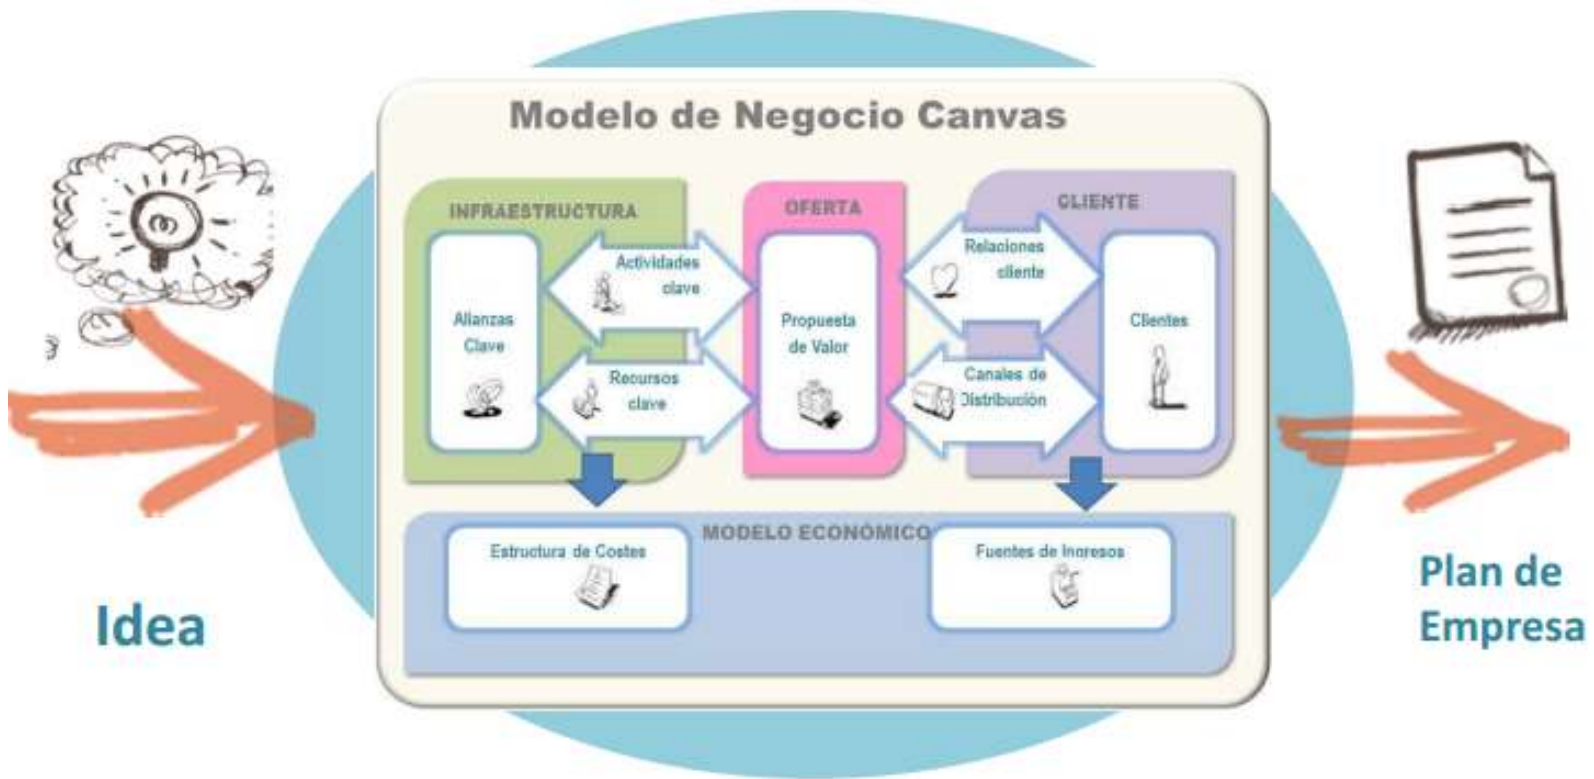 Modelo de Negocio Canvas
INFRAESTRUCTURA
OFERTA
CLIENTE
Alianzas
Clave
Actividades
clave
Recursos
clave
Propuesta
de Valor
Relaciones
cliente
Canales de
Distribución
Clientes
MODELO ECONÓMICO
Estructura de Costes
Fuentes de Ingresos
Idea
Plan de
Empresa